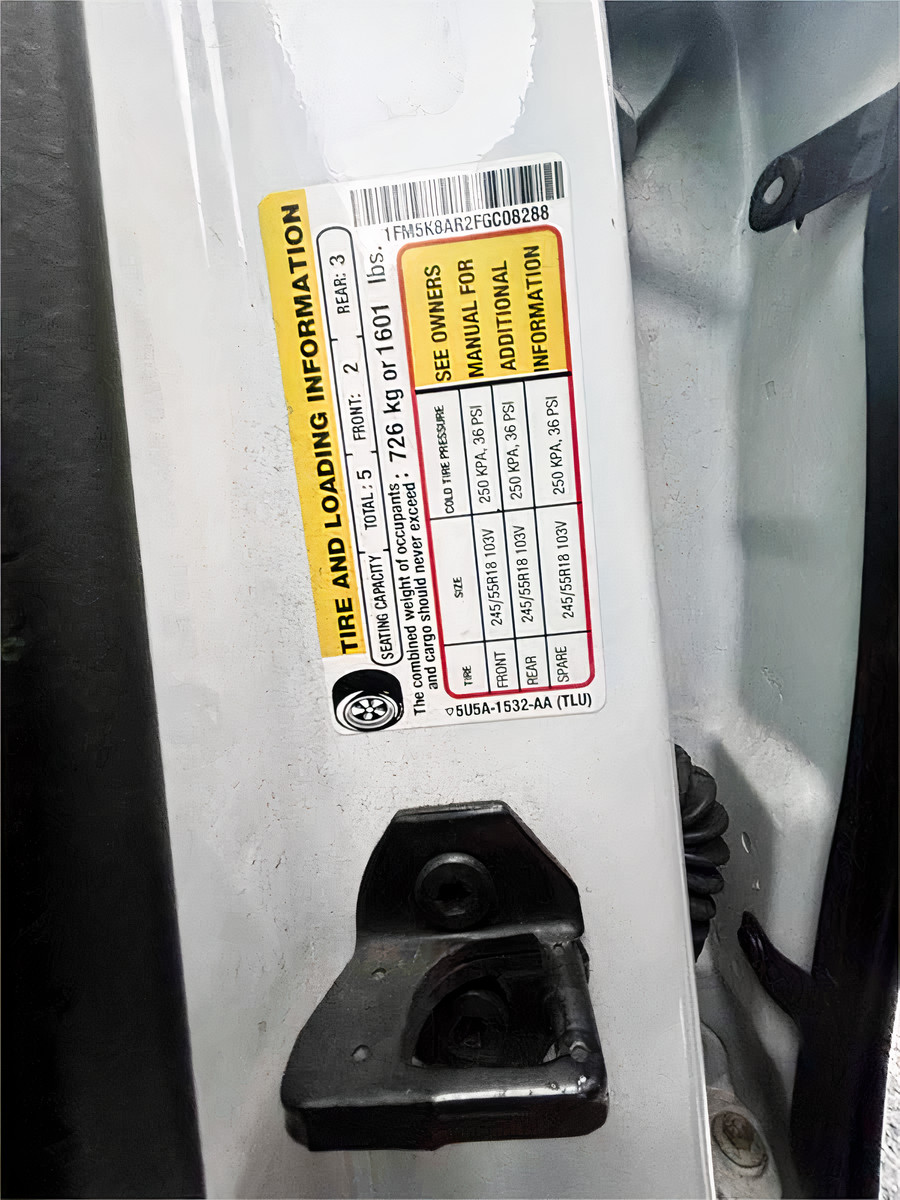 1FM5K8AR2FGC08288
TIRE AND LOADING INFORMATION
SEATING CAPACITY TOTAL: 5 FRONT: 2 REAR: 3
The combined weight of occupants and cargo should never exceed : 726 kg or 1601 lbs.
TIRE SIZE COLD TIRE PRESSURE
FRONT 245/55R18 103V 250 KPA, 36 PSI
REAR 245/55R18 103V 250 KPA, 36 PSI
SPARE 245/55R18 103V 250 KPA, 36 PSI
SEE OWNERS
MANUAL FOR
ADDITIONAL
INFORMATION
5U5A-1532-AA (TLU)